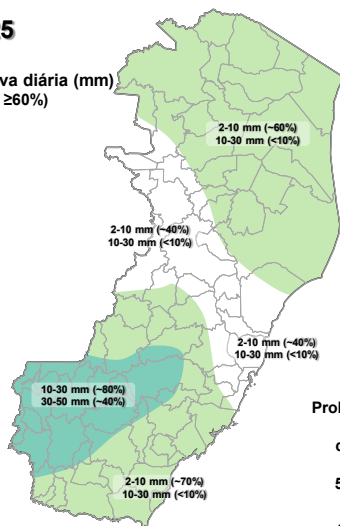 5
va diária (mm)
≥60%)
2-10 mm (~60%)
10-30 mm (<10%)
2-10 mm (~40%)
10-30 mm (<10%)
2-10 mm (~40%)
10-30 mm (<10%)
10-30 mm (~80%)
30-50 mm (~40%)
Prol
5
2-10 mm (~70%)
10-30 mm (<10%)